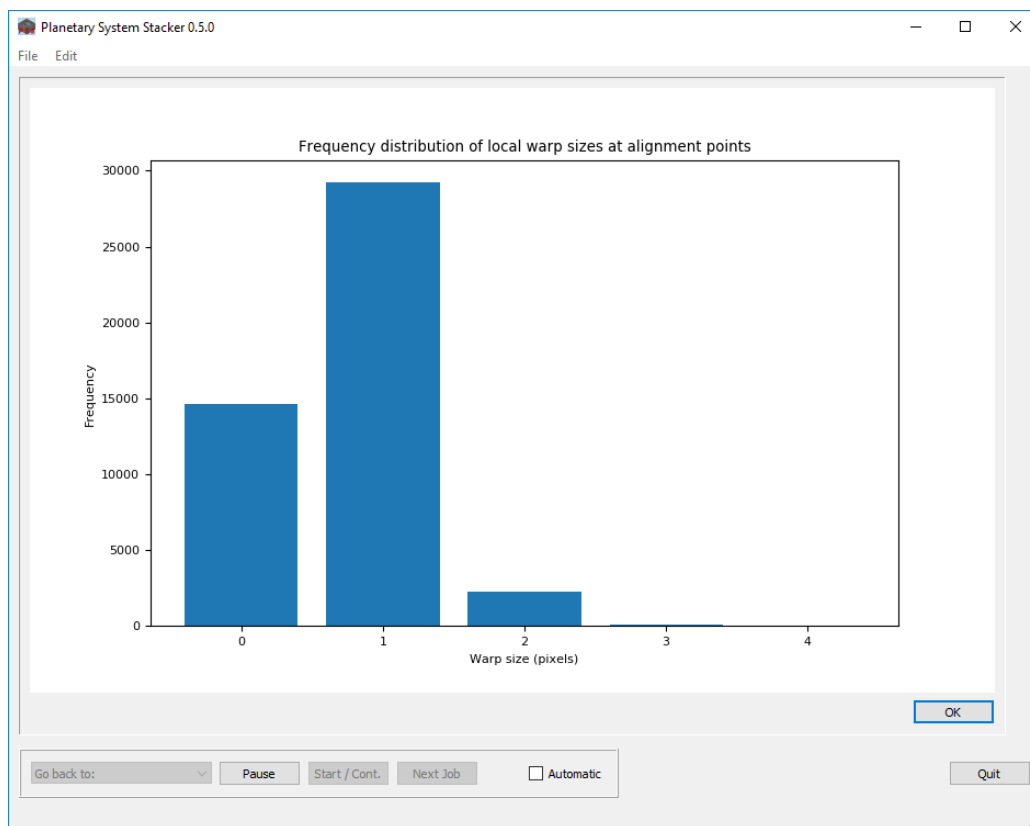 Planetary System Stacker 0.5.0
File Edit
Frequency distribution of local warp sizes at alignment points
30000
25000
20000
15000
10000
5000
0
Frequency
0 1 2 3 4
Warp size (pixels)
OK
Go back to: Pause Start / Cont. Next Job Automatic Quit